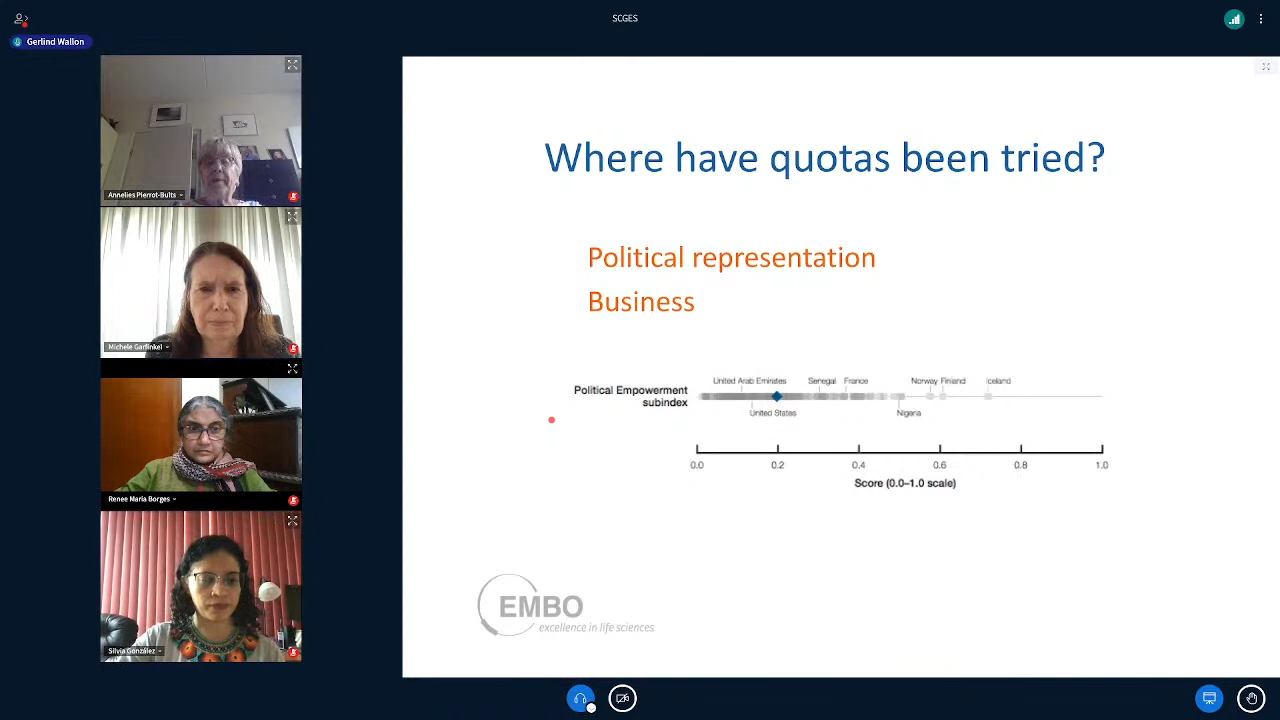 SCGES
Gerlind Wallon
Annelies Pierrot-Bults
Michele Garfinkel
Renee Maria Borges
Silvia González
Where have quotas been tried?
Political representation
Business
United Arab Emirates Senegal France Norway Finland Iceland
Political Empowerment
subindex
United States Nigeria
0.0 0.2 0.4 0.6 0.8 1.0
Score (0.0–1.0 scale)
EMBO
excellence in life sciences